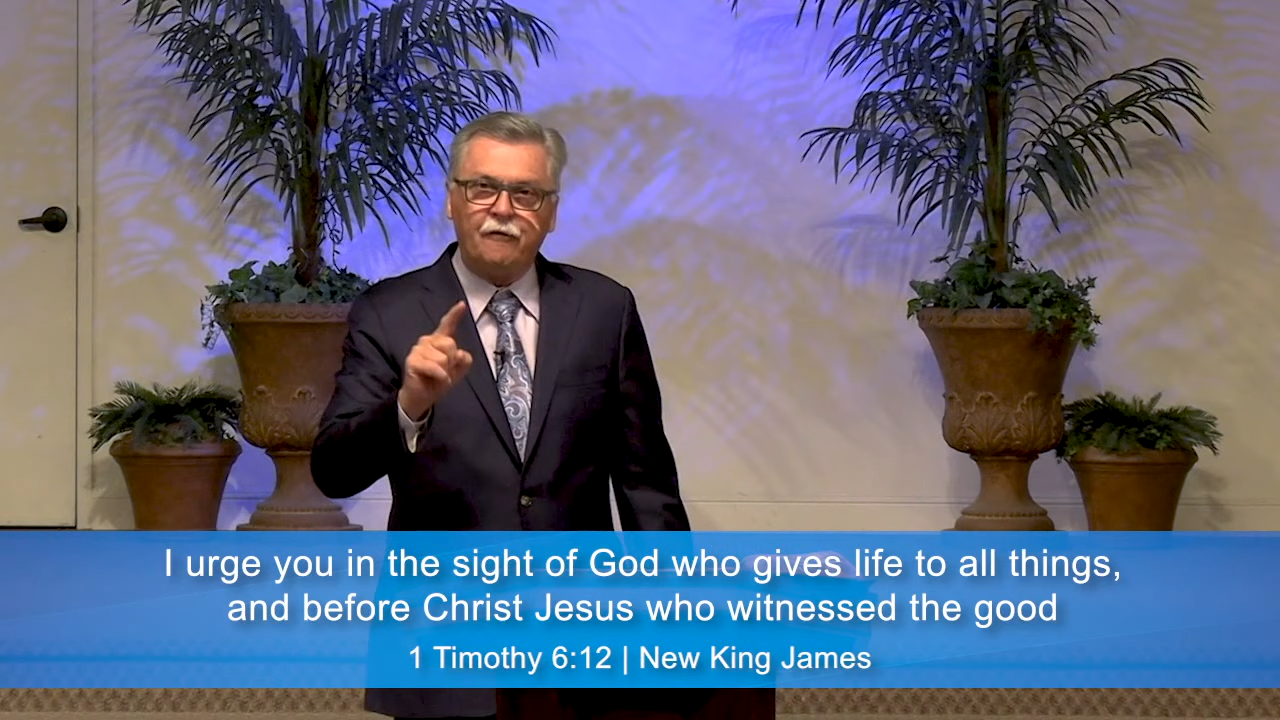 I urge you in the sight of God who gives life to all things,
and before Christ Jesus who witnessed the good
1 Timothy 6:12 | New King James